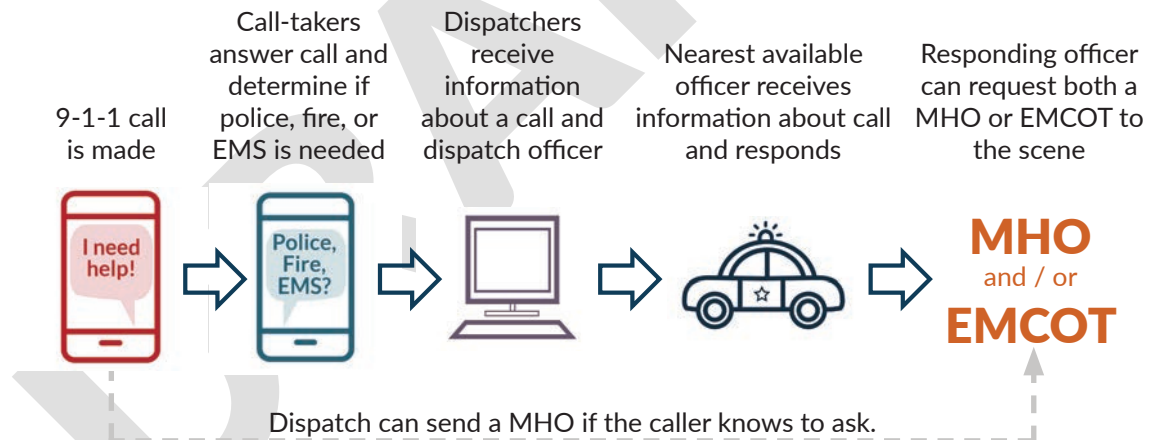 9-1-1 call
is made
Call-takers
answer call and
determine if
police, fire, or
EMS is needed
Dispatchers
receive
information
about a call and
dispatch officer
Nearest available
officer receives
information about call
and responds
Responding officer
can request both a
MHO or EMCOT to
the scene
I need
help!
Police,
Fire,
EMS?
MHO
and / or
EMCOT
Dispatch can send a MHO if the caller knows to ask.